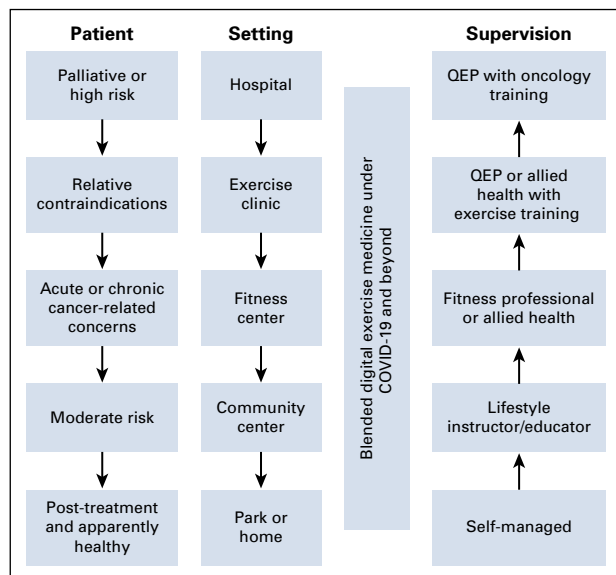 Patient
Palliative or
high risk
Relative
contraindications
Acute or chronic
cancer-related
concerns
Moderate risk
Post-treatment
and apparently
healthy
Setting
Hospital
Exercise
clinic
Fitness
center
Community
center
Park or
home
Blended digital exercise medicine under
COVID-19 and beyond
Supervision
QEP with oncology
training
QEP or allied
health with
exercise training
Fitness professional
or allied health
Lifestyle
instructor/educator
Self-managed